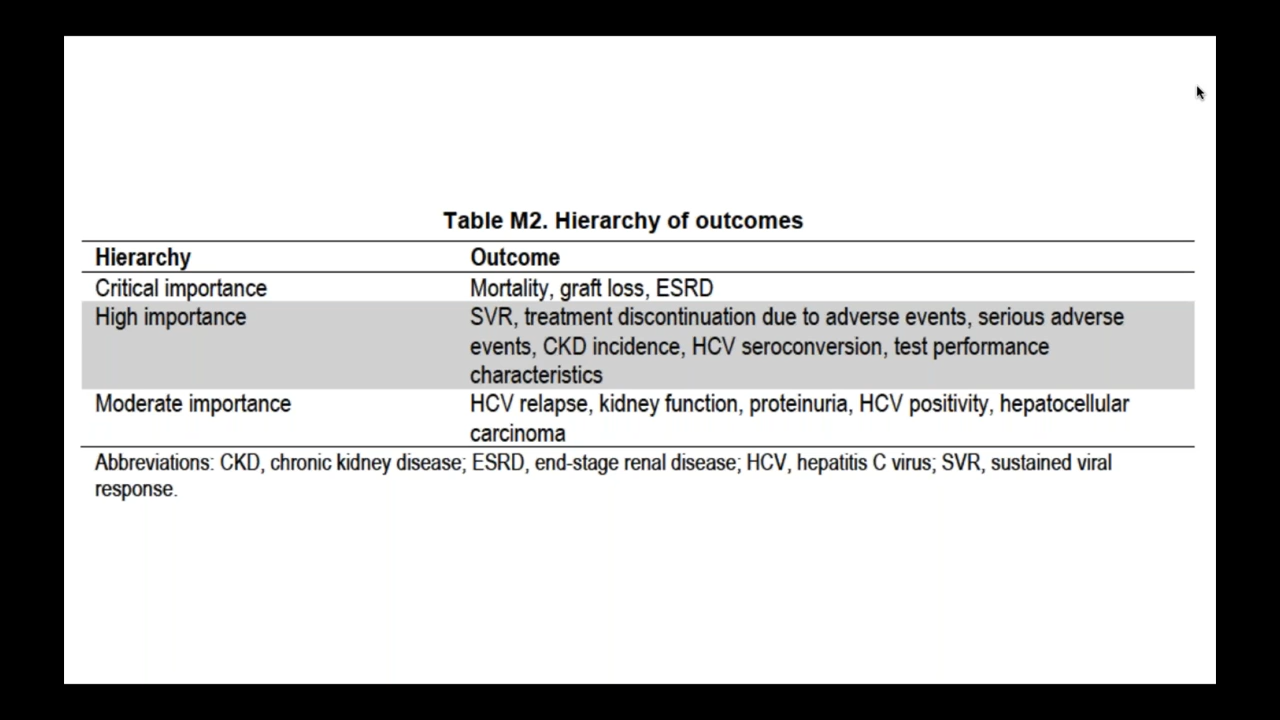 Table M2. Hierarchy of outcomes
Hierarchy Outcome
Critical importance Mortality, graft loss, ESRD
High importance SVR, treatment discontinuation due to adverse events, serious adverse
events, CKD incidence, HCV seroconversion, test performance
characteristics
Moderate importance HCV relapse, kidney function, proteinuria, HCV positivity, hepatocellular
carcinoma
Abbreviations: CKD, chronic kidney disease; ESRD, end-stage renal disease; HCV, hepatitis C virus; SVR, sustained viral
response.